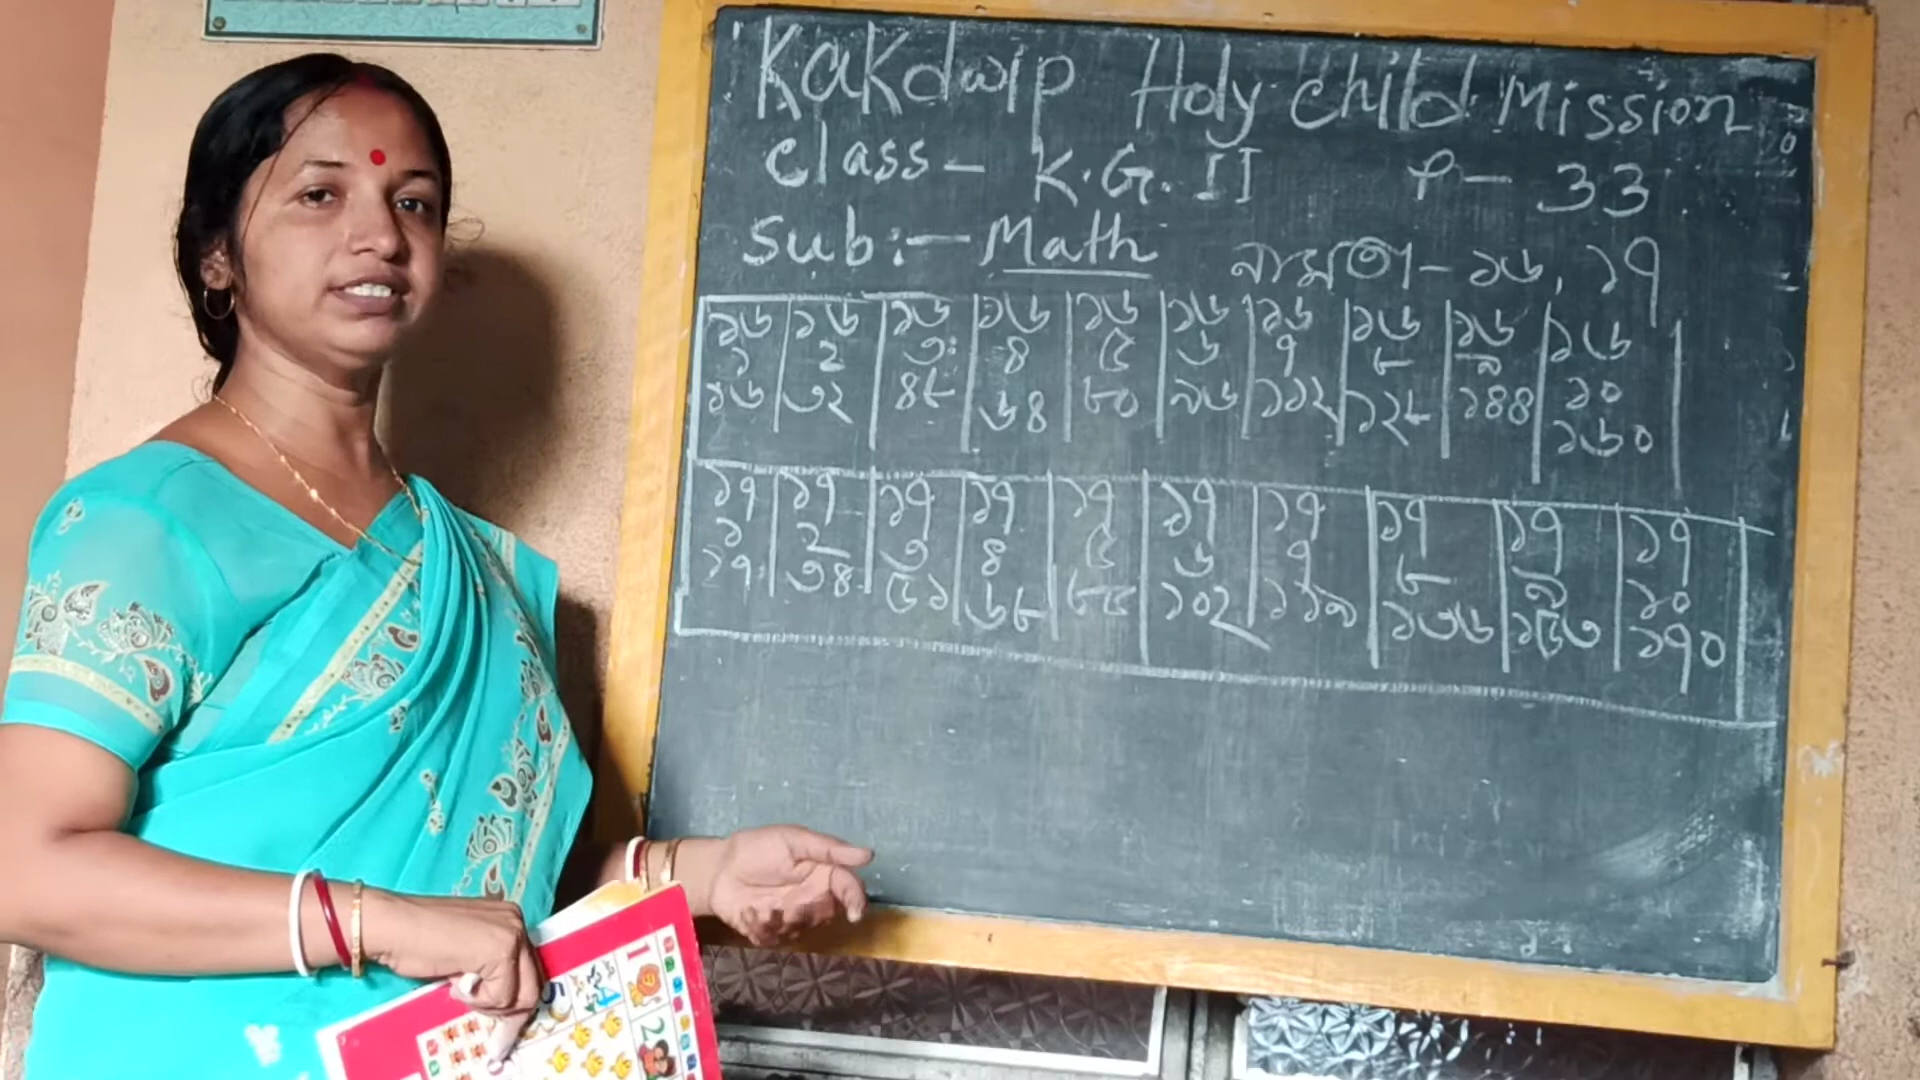 Kakdwip Holy Child Mission
Class - K.G. II P - 33
Sub:- Math
নামতা - ১৬, ১৭
১৬ ১৬ ১৬ ১৬ ১৬ ১৬ ১৬ ১৬ ১৬ ১৬
১ ২ ৩ ৪ ৫ ৬ ৭ ৮ ৯ ১০
১৬ ৩২ ৪৮ ৬৪ ৮০ ৯৬ ১১২ ১২৮ ১৪৪ ১৬০
১৭ ১৭ ১৭ ১৭ ১৭ ১৭ ১৭ ১৭ ১৭ ১৭
১ ২ ৩ ৪ ৫ ৬ ৭ ৮ ৯ ১০
১৭ ৩৪ ৫১ ৬৮ ৮৫ ১০২ ১১৯ ১৩৬ ১৫৩ ১৭০
1
2